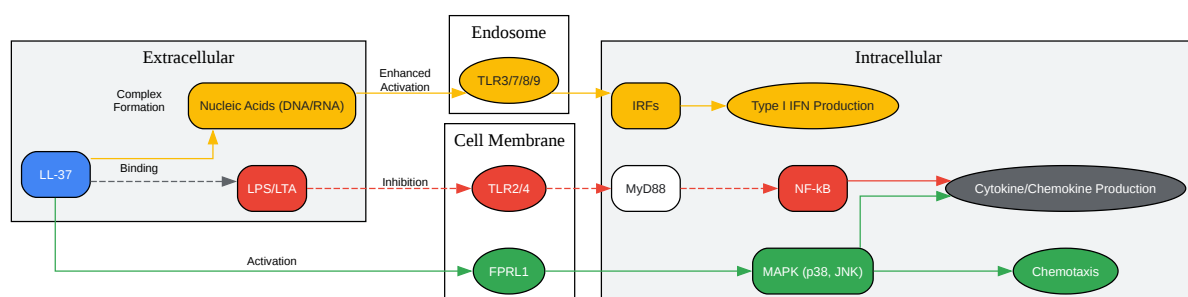 Endosome
Extracellular
Intracellular
Enhanced
Activation
TLR3/7/8/9
Complex
Formation
Nucleic Acids (DNA/RNA)
IRFs
Type I IFN Production
Cell Membrane
LL-37
Binding
LPS/LTA
Inhibition
TLR2/4
MyD88
NF-kB
Cytokine/Chemokine Production
Activation
FPRL1
MAPK (p38, JNK)
Chemotaxis